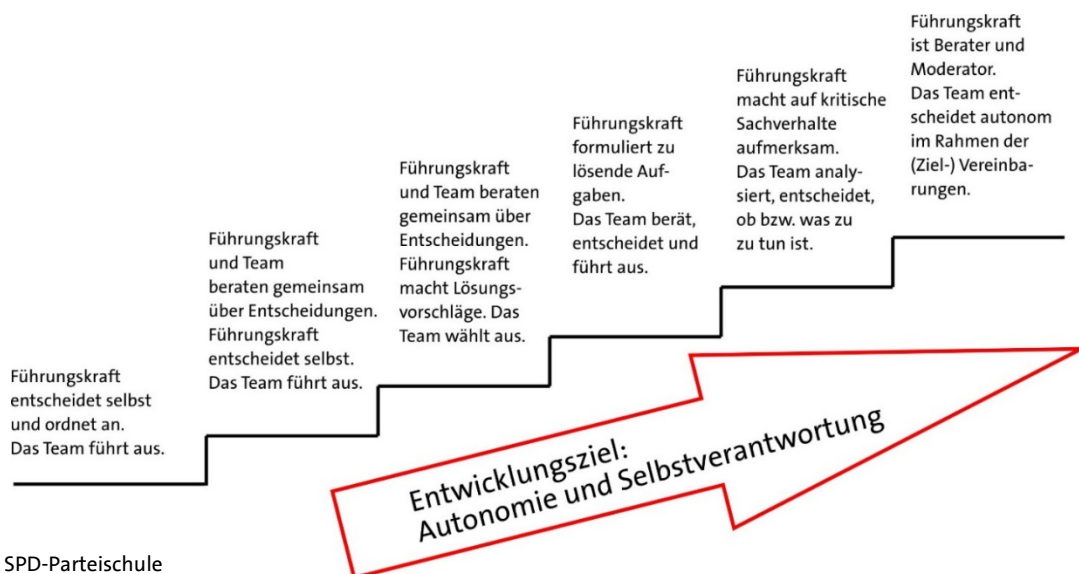 Führungskraft
entscheidet selbst
und ordnet an.
Das Team führt aus.
Führungskraft
und Team
beraten gemeinsam
über Entscheidungen.
Führungskraft
entscheidet selbst.
Das Team führt aus.
Führungskraft
und Team beraten
gemeinsam über
Entscheidungen.
Führungskraft
macht Lösungs-
vorschläge. Das
Team wählt aus.
Führungskraft
formuliert zu
lösende Auf-
gaben.
Das Team berät,
entscheidet und
führt aus.
Führungskraft
macht auf kritische
Sachverhalte
aufmerksam.
Das Team analy-
siert, entscheidet,
ob bzw. was zu
zu tun ist.
Führungskraft
ist Berater und
Moderator.
Das Team ent-
scheidet autonom
im Rahmen der
(Ziel-) Vereinba-
rungen.
Entwicklungsziel:
Autonomie und Selbstverantwortung
SPD-Parteischule